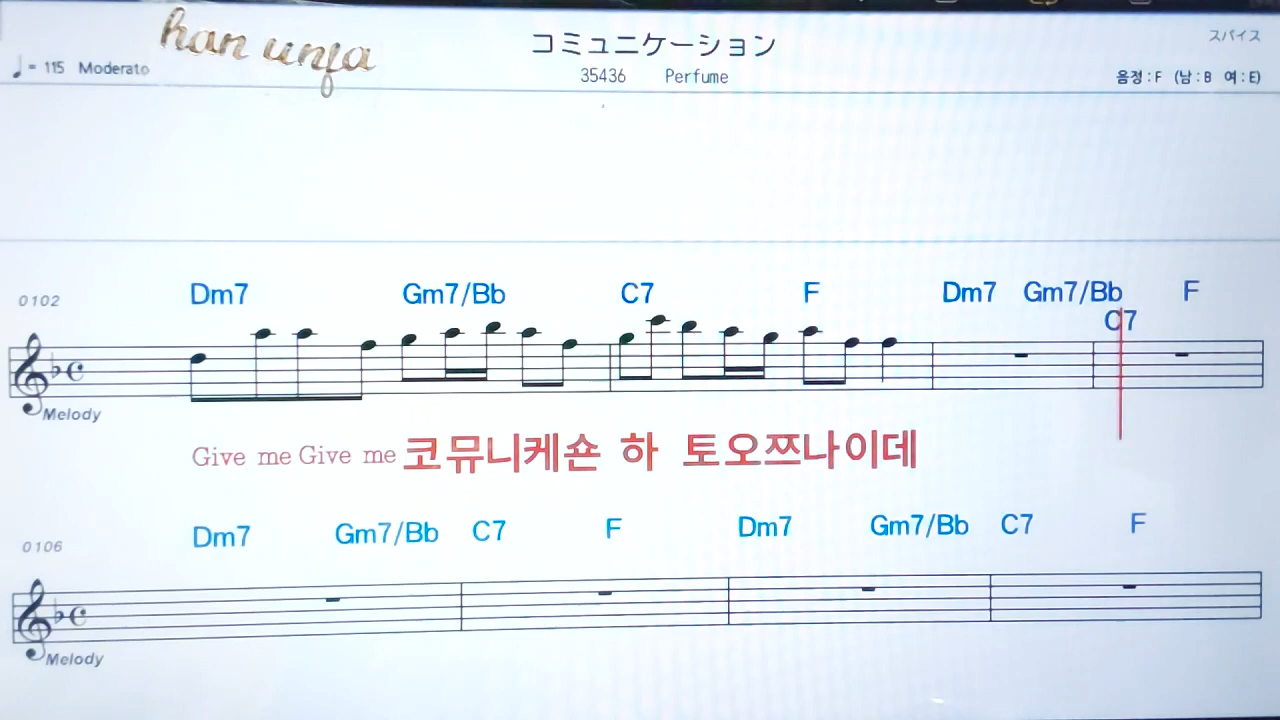 han unfa
コミュニケーション
スパイス
♩= 115 Moderato
35436 Perfume
음정 : F (남 : B 여 : E)
0102
Dm7 Gm7/Bb C7 F Dm7 Gm7/Bb F
C7
Melody
Give me Give me 코뮤니케숀 하 토오쯔나이데
0106
Dm7 Gm7/Bb C7 F Dm7 Gm7/Bb C7 F
Melody